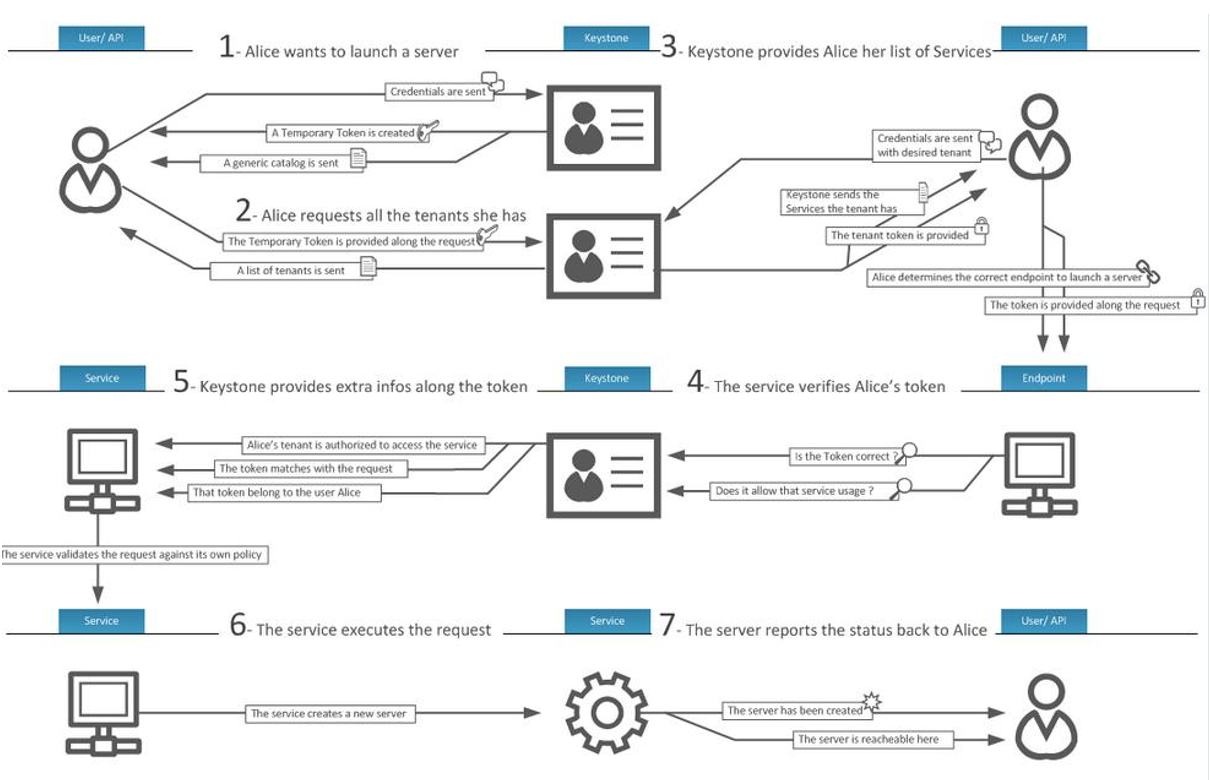 User/ API
1- Alice wants to launch a server
Keystone
3- Keystone provides Alice her list of Services
User/ API
Credentials are sent
A Temporary Token is created
A generic catalog is sent
Credentials are sent
with desired tenant
Keystone sends the
Services the tenant has
2- Alice requests all the tenants she has
The Temporary Token is provided along the request
The tenant token is provided
A list of tenants is sent
Alice determines the correct endpoint to launch a server
The token is provided along the request
Service
5- Keystone provides extra infos along the token
Keystone
4- The service verifies Alice's token
Endpoint
Alice's tenant is authorized to access the service
The token matches with the request
That token belong to the user Alice
Is the Token correct ?
Does it allow that service usage ?
The service validates the request against its own policy
Service
6- The service executes the request
Service
7- The server reports the status back to Alice
User/ API
The service creates a new server
The server has been created
The server is reacheable here